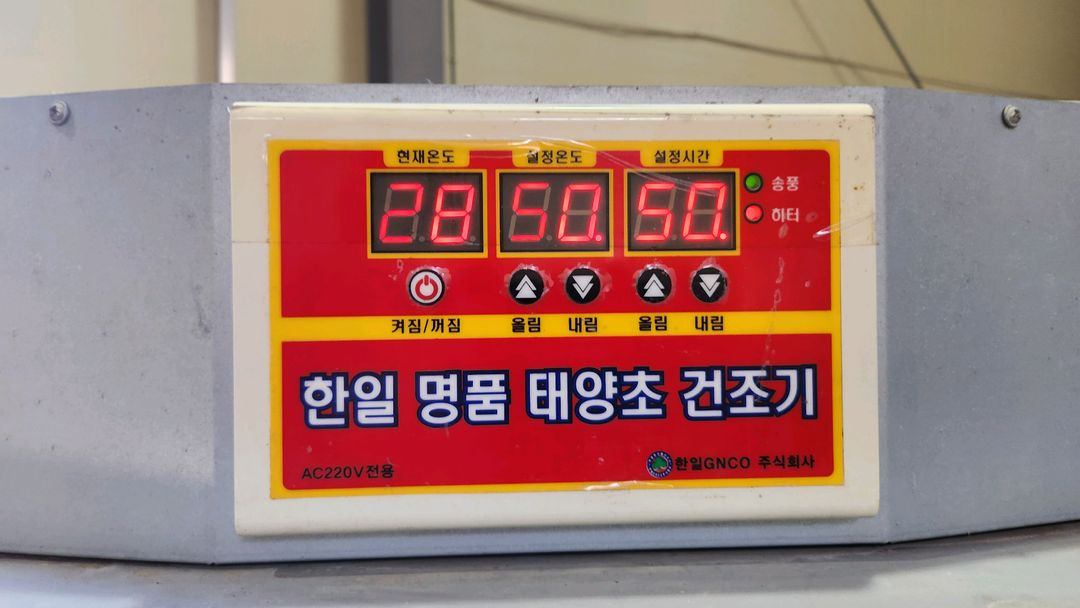 현재온도 설정온도 설정시간
28 50. 50.
송풍
히터
켜짐/꺼짐 올림 내림 올림 내림
한일 명품 태양초 건조기
AC220V전용 한일GNCO 주식회사